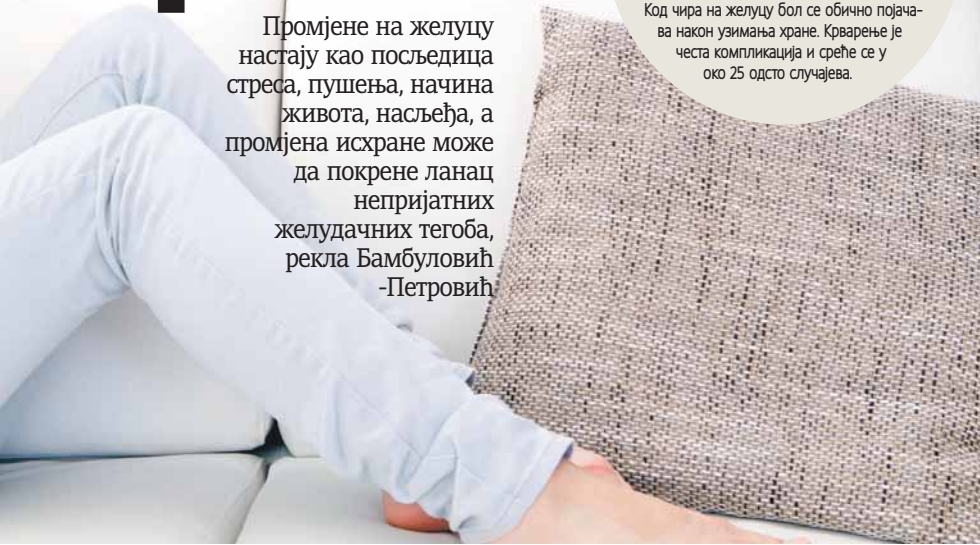 Промјене на желуцу
настају као посљедица
стреса, пушења, начина
живота, насљеђа, а
промјена исхране може
да покрене ланац
непријатних
желудачних тегоба,
рекла Бамбуловић
-Петровић
Код чира на желуцу бол се обично појача-
ва након узимања хране. Крварење је
честа компликација и среће се у
око 25 одсто случајева.